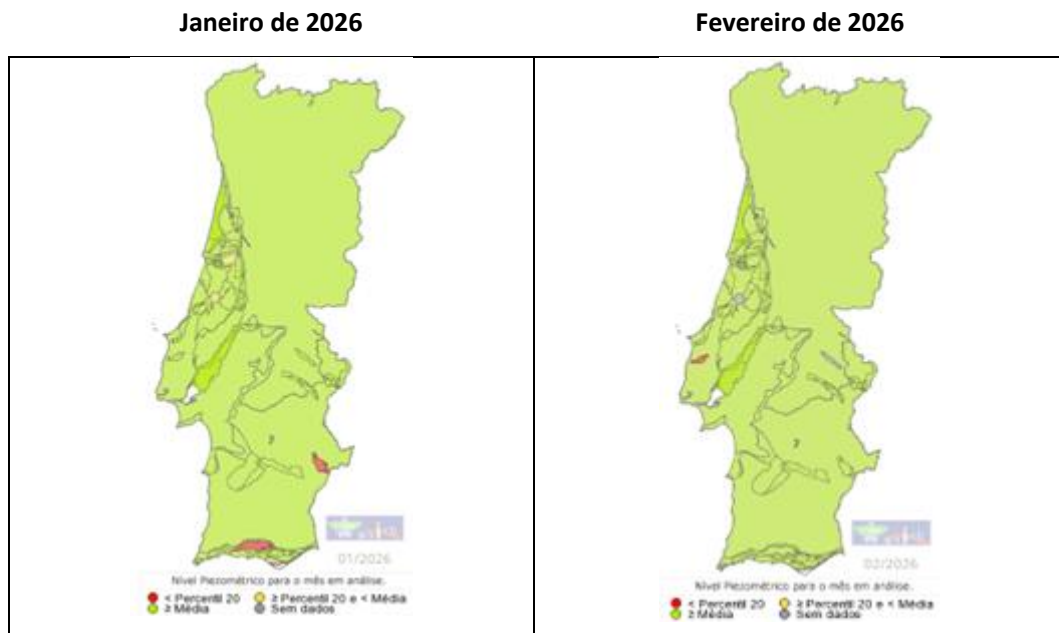 Janeiro de 2026
Fevereiro de 2026
01/2026
Nível Piezométrico para o mês em análise.
< Percentil 20
≥ Percentil 20 e < Média
≥ Média
Sem dados
02/2026
Nível Piezométrico para o mês em análise.
< Percentil 20
≥ Percentil 20 e < Média
≥ Média
Sem dados